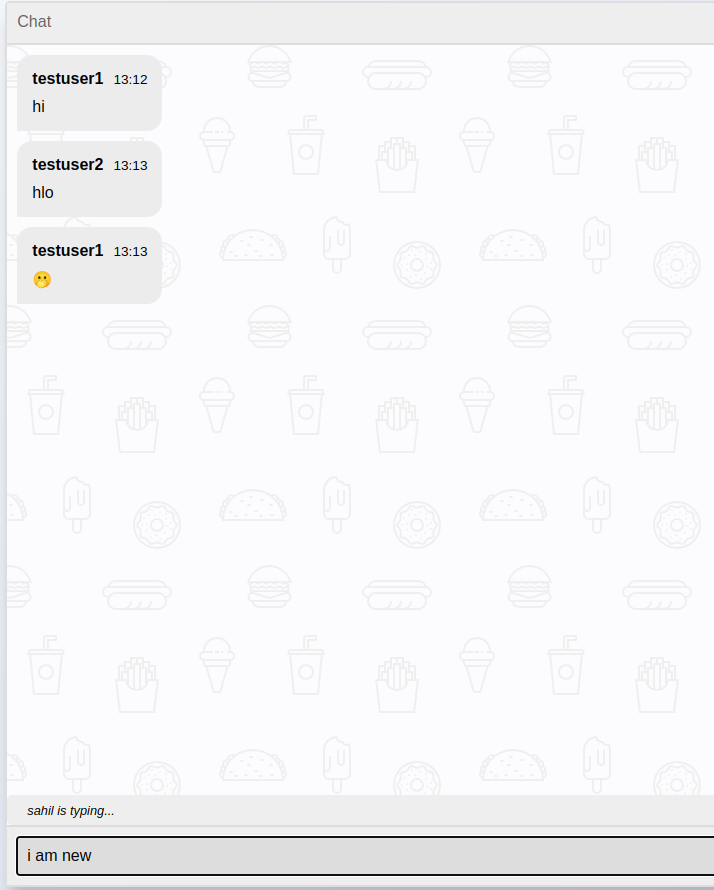 Chat
testuser1 13:12
hi
testuser2 13:13
hlo
testuser1 13:13
🫢
sahil is typing...
i am new